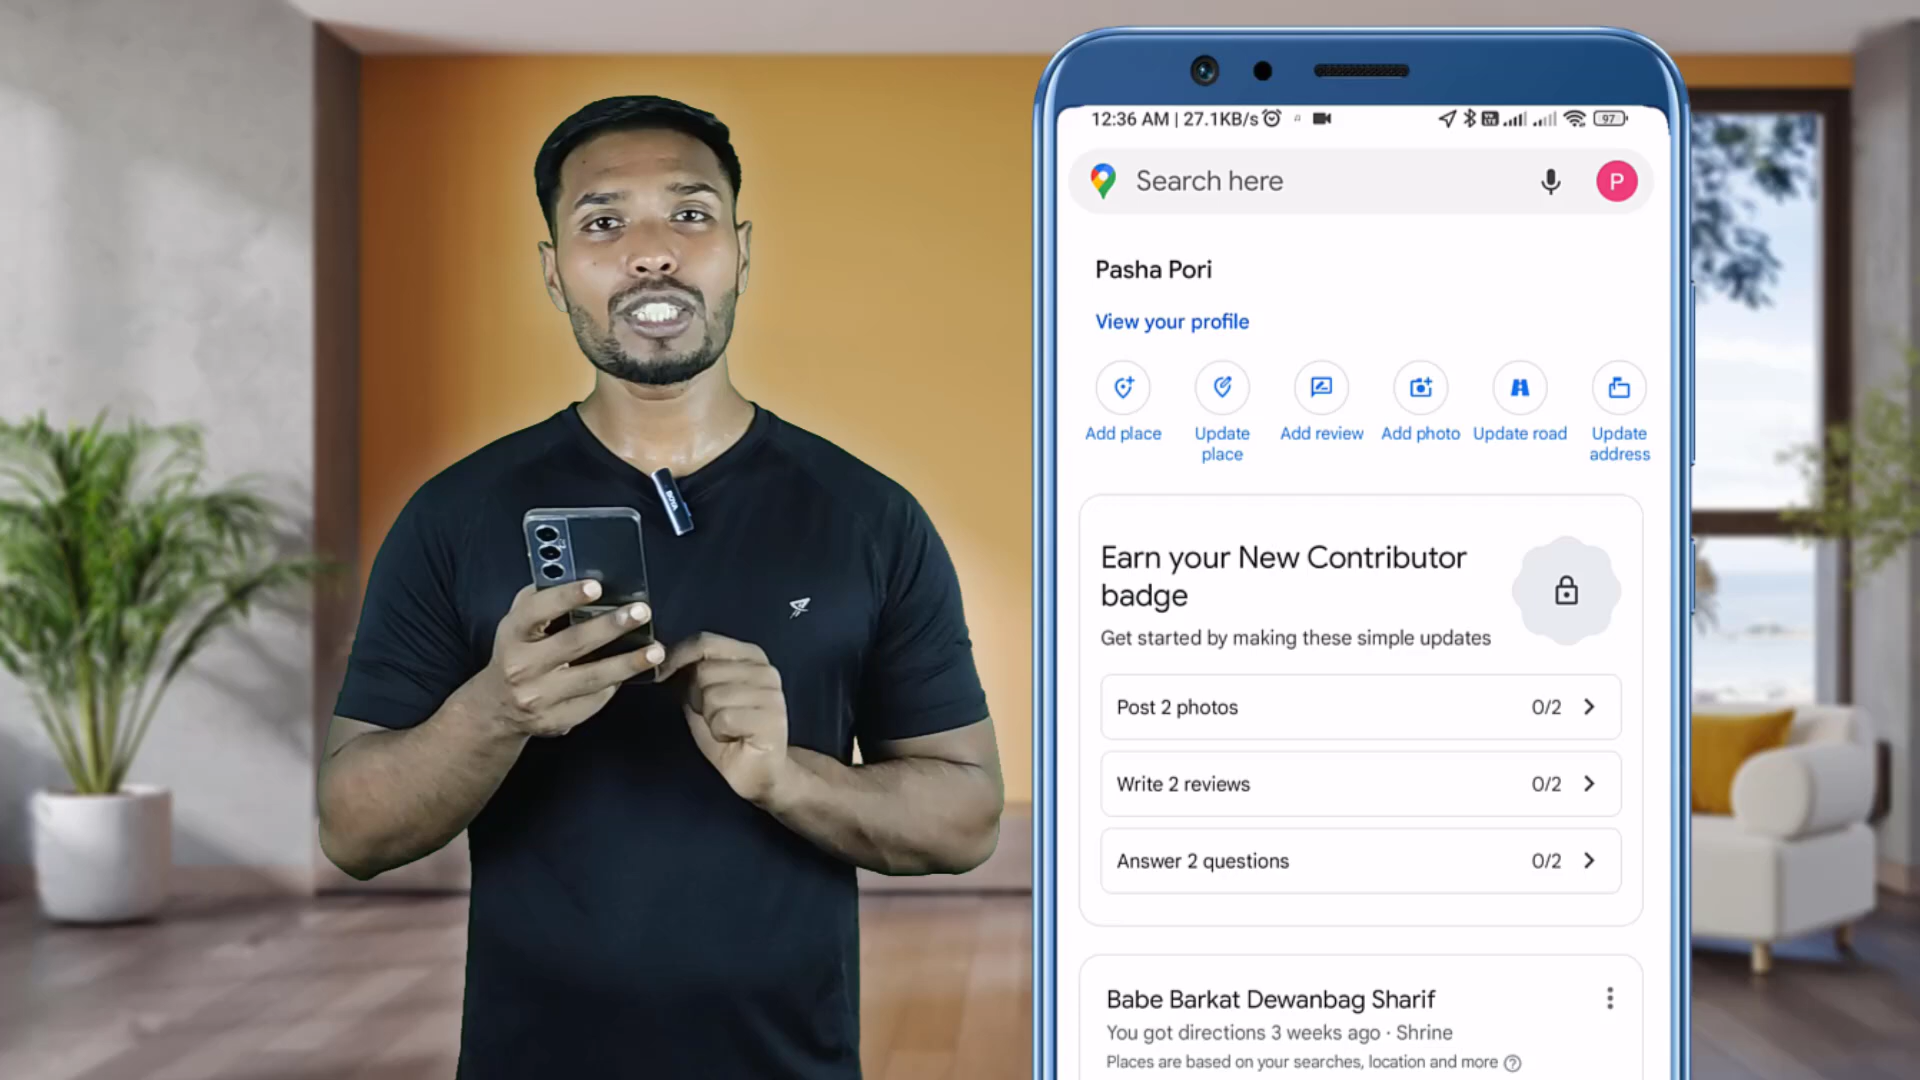 12:36 AM | 27.1KB/s
97
Search here
P
Pasha Pori
View your profile
Add place
Update place
Add review
Add photo
Update road
Update address
Earn your New Contributor
badge
Get started by making these simple updates
Post 2 photos 0/2
Write 2 reviews 0/2
Answer 2 questions 0/2
Babe Barkat Dewanbag Sharif
You got directions 3 weeks ago · Shrine
Places are based on your searches, location and more
BOYA